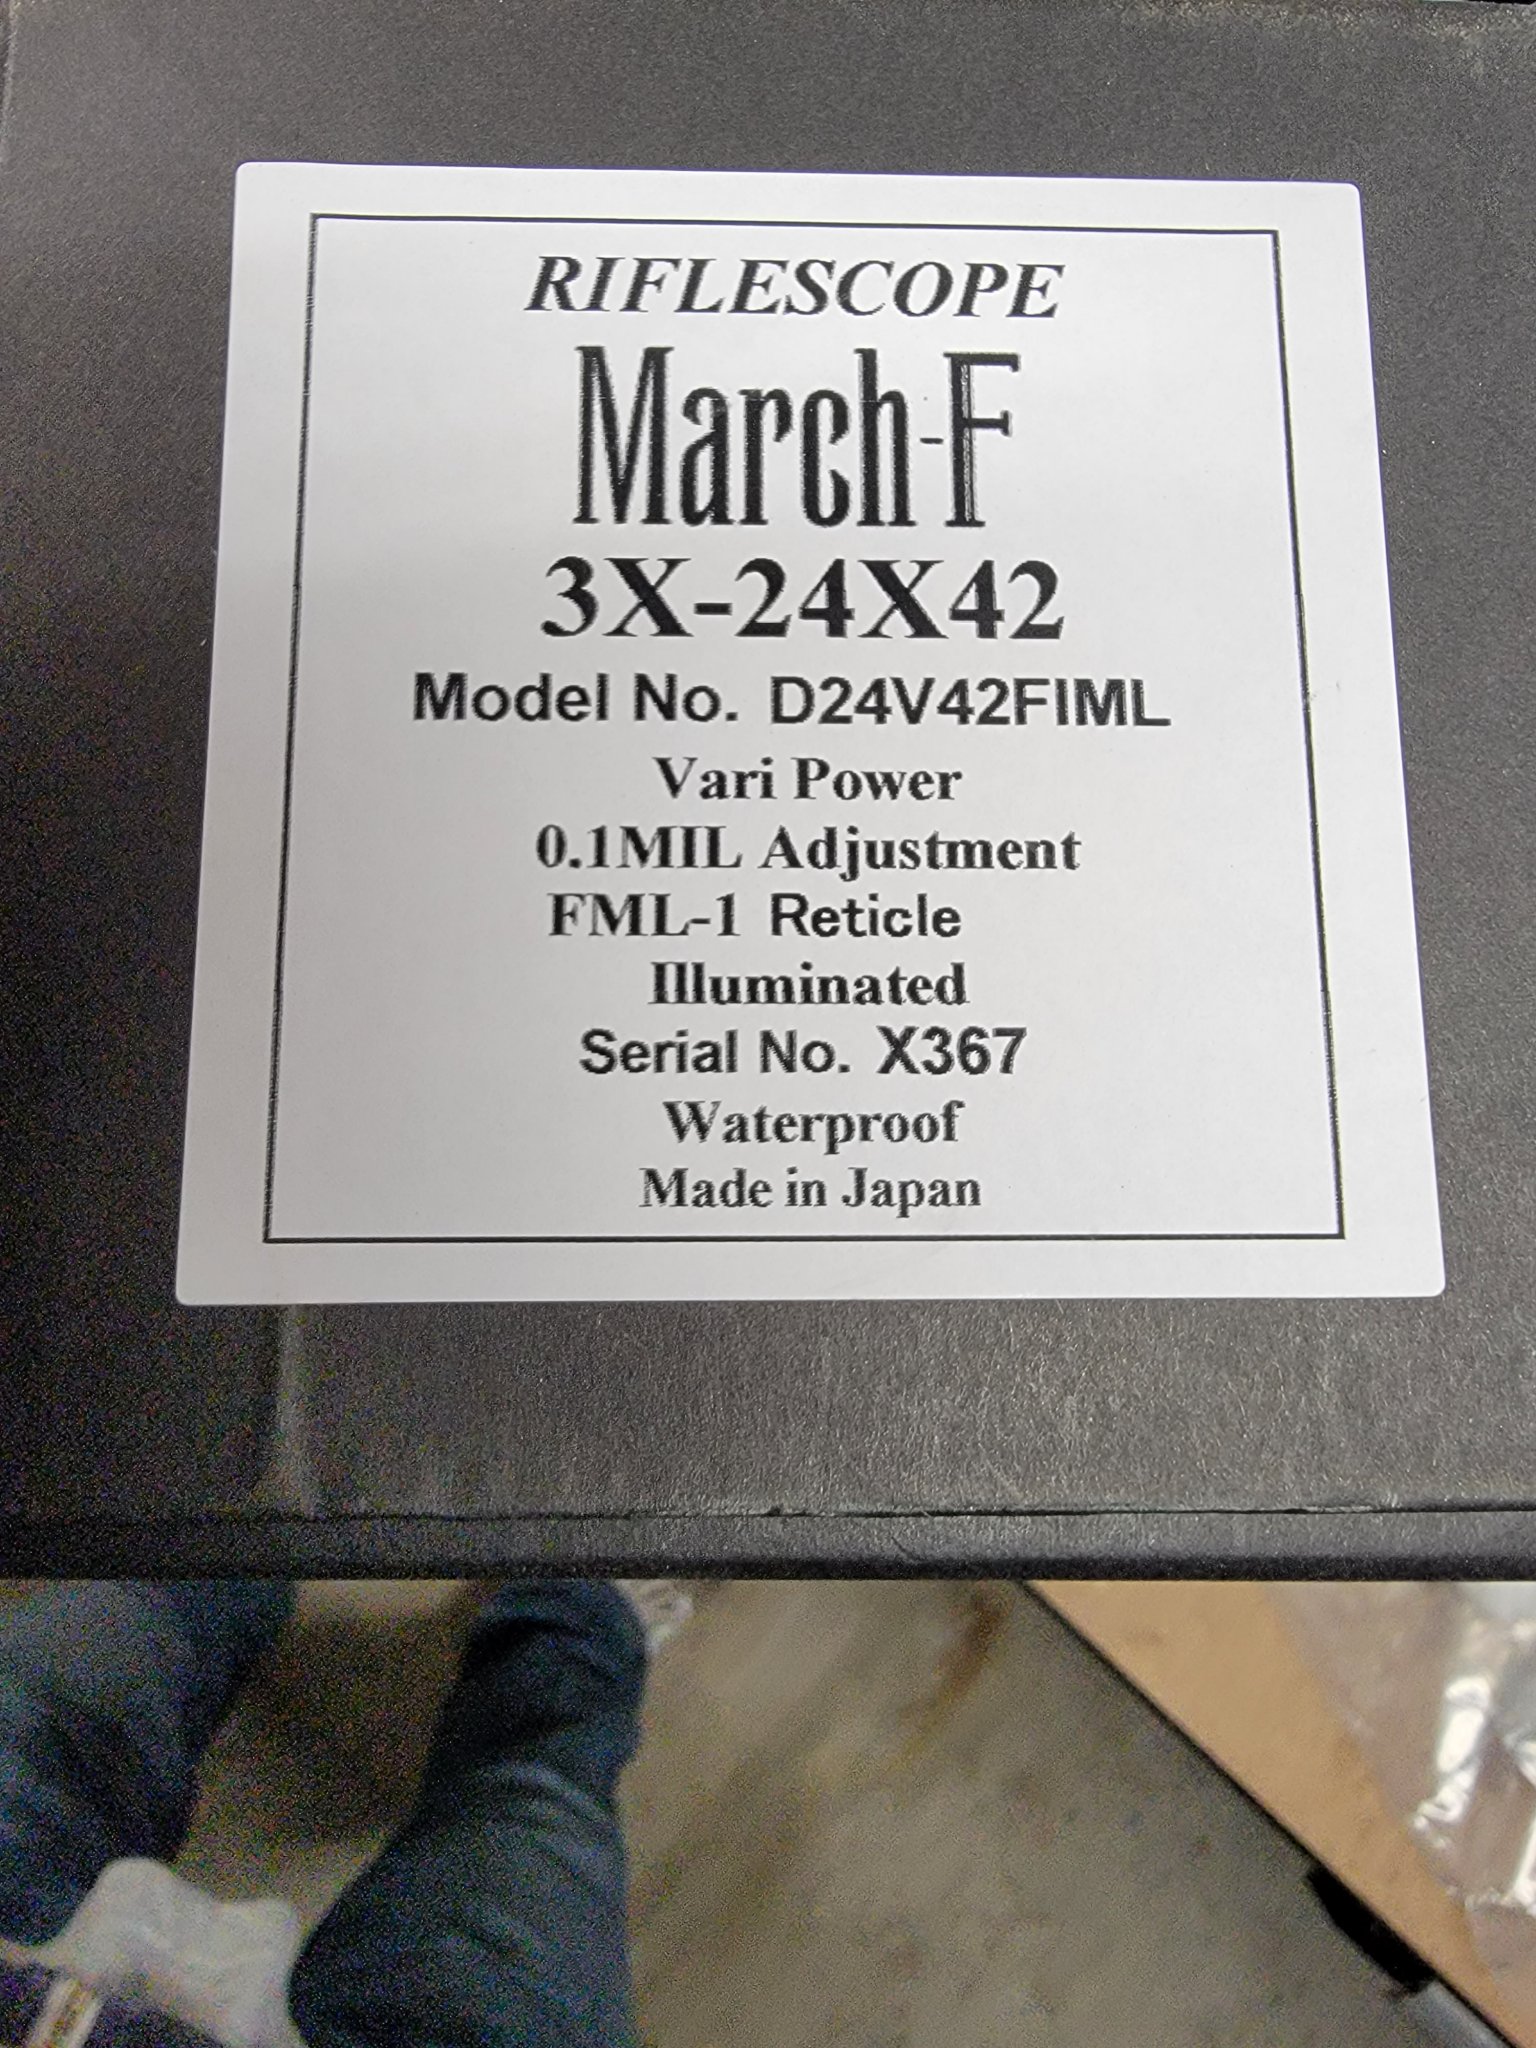 RIFLESCOPE
March-F
3X-24X42
Model No. D24V42FIML
Vari Power
0.1MIL Adjustment
FML-1 Reticle
Illuminated
Serial No. X367
Waterproof
Made in Japan